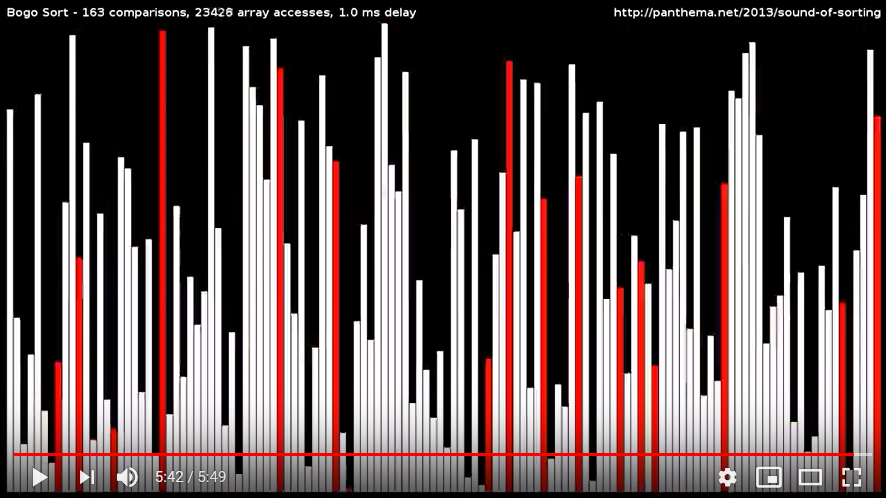 Bogo Sort - 163 comparisons, 23426 array accesses, 1.0 ms delay
http://panthema.net/2013/sound-of-sorting
5:42 / 5:49